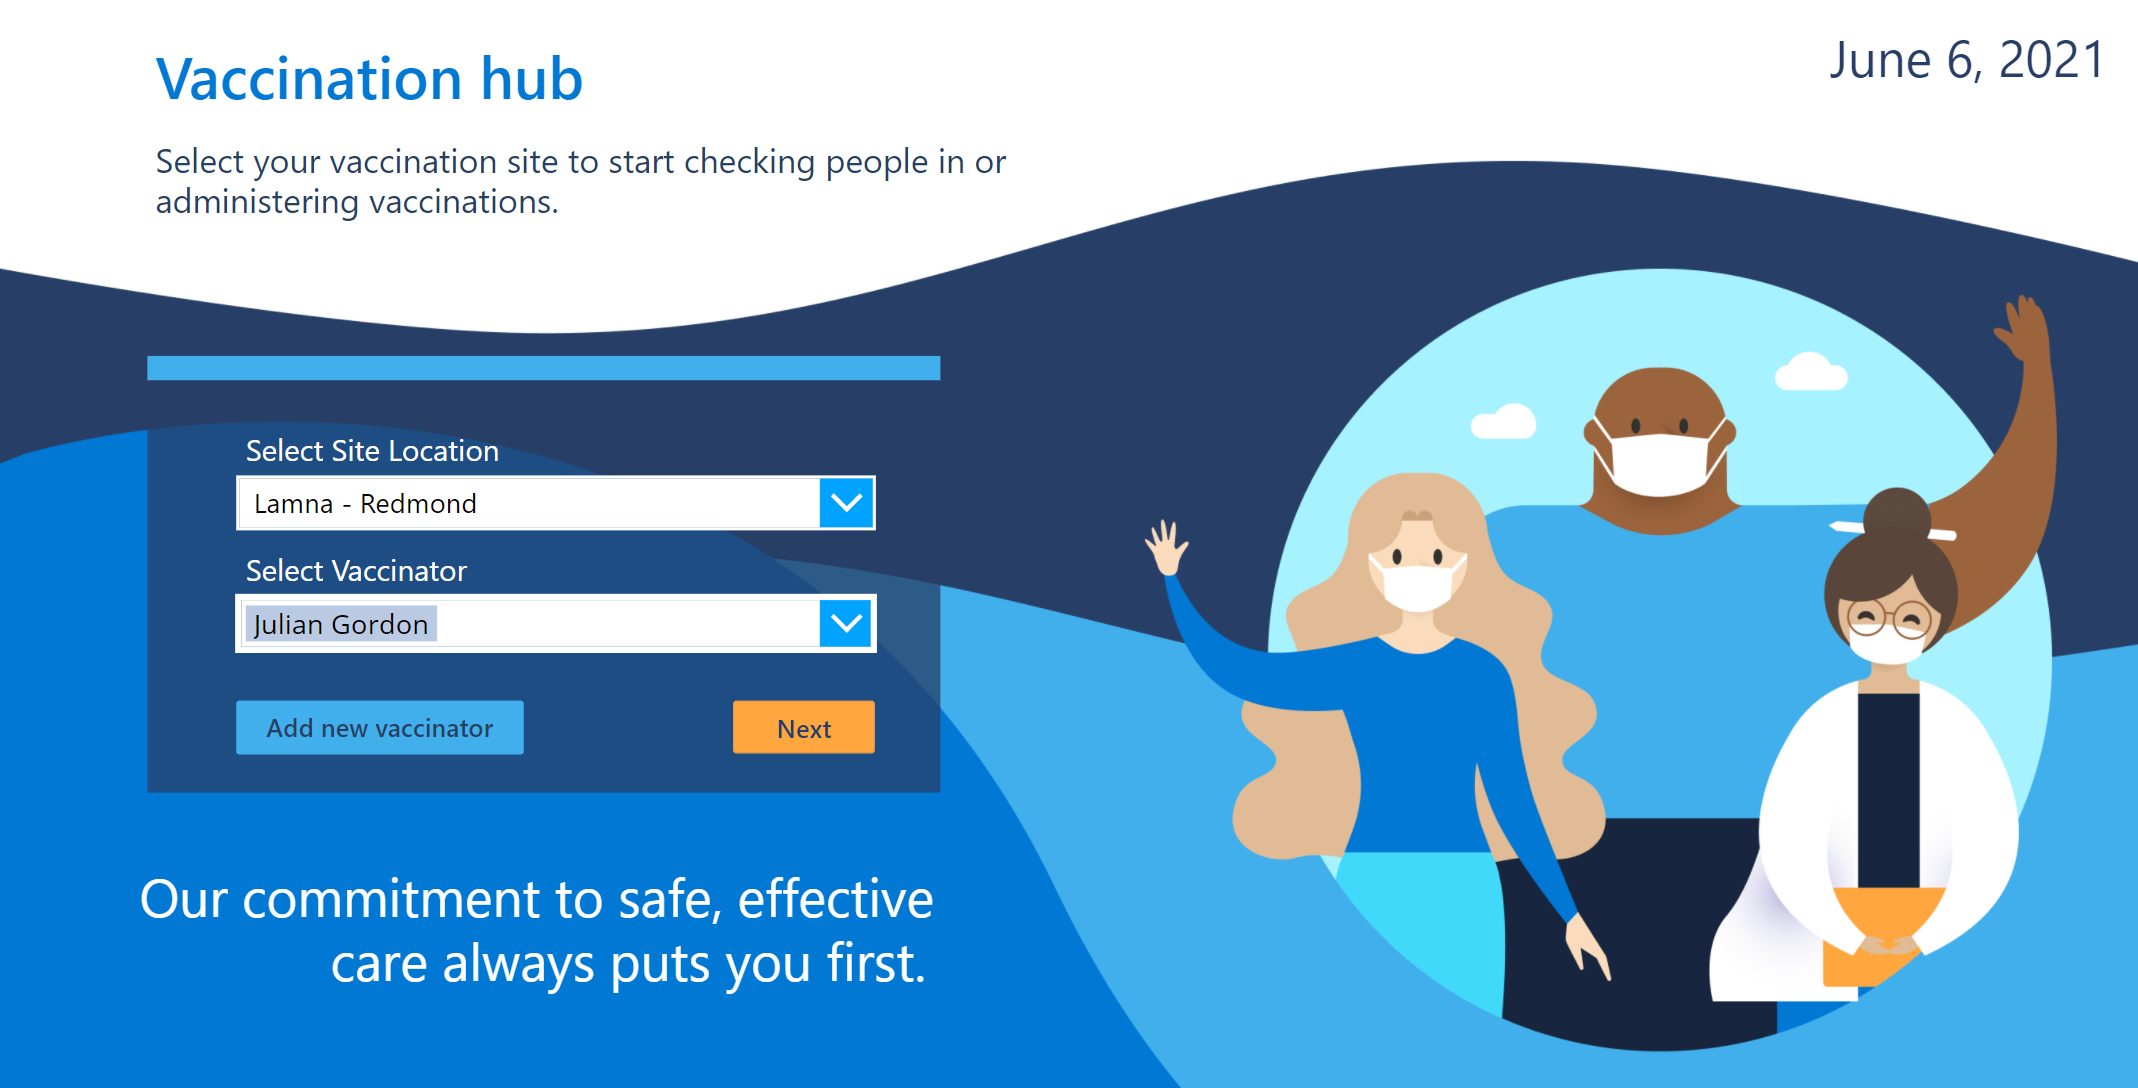 Vaccination hub
June 6, 2021
Select your vaccination site to start checking people in or
administering vaccinations.
Select Site Location
Lamna - Redmond
Select Vaccinator
Julian Gordon
Add new vaccinator
Next
Our commitment to safe, effective
care always puts you first.